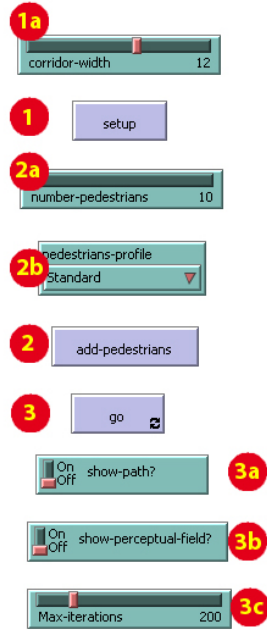 1a
corridor-width 12
1 setup
2a
number-pedestrians 10
pedestrians-profile
2b Standard
2 add-pedestrians
3 go
On
Off show-path? 3a
On
Off show-perceptual-field? 3b
Max-iterations 200 3c